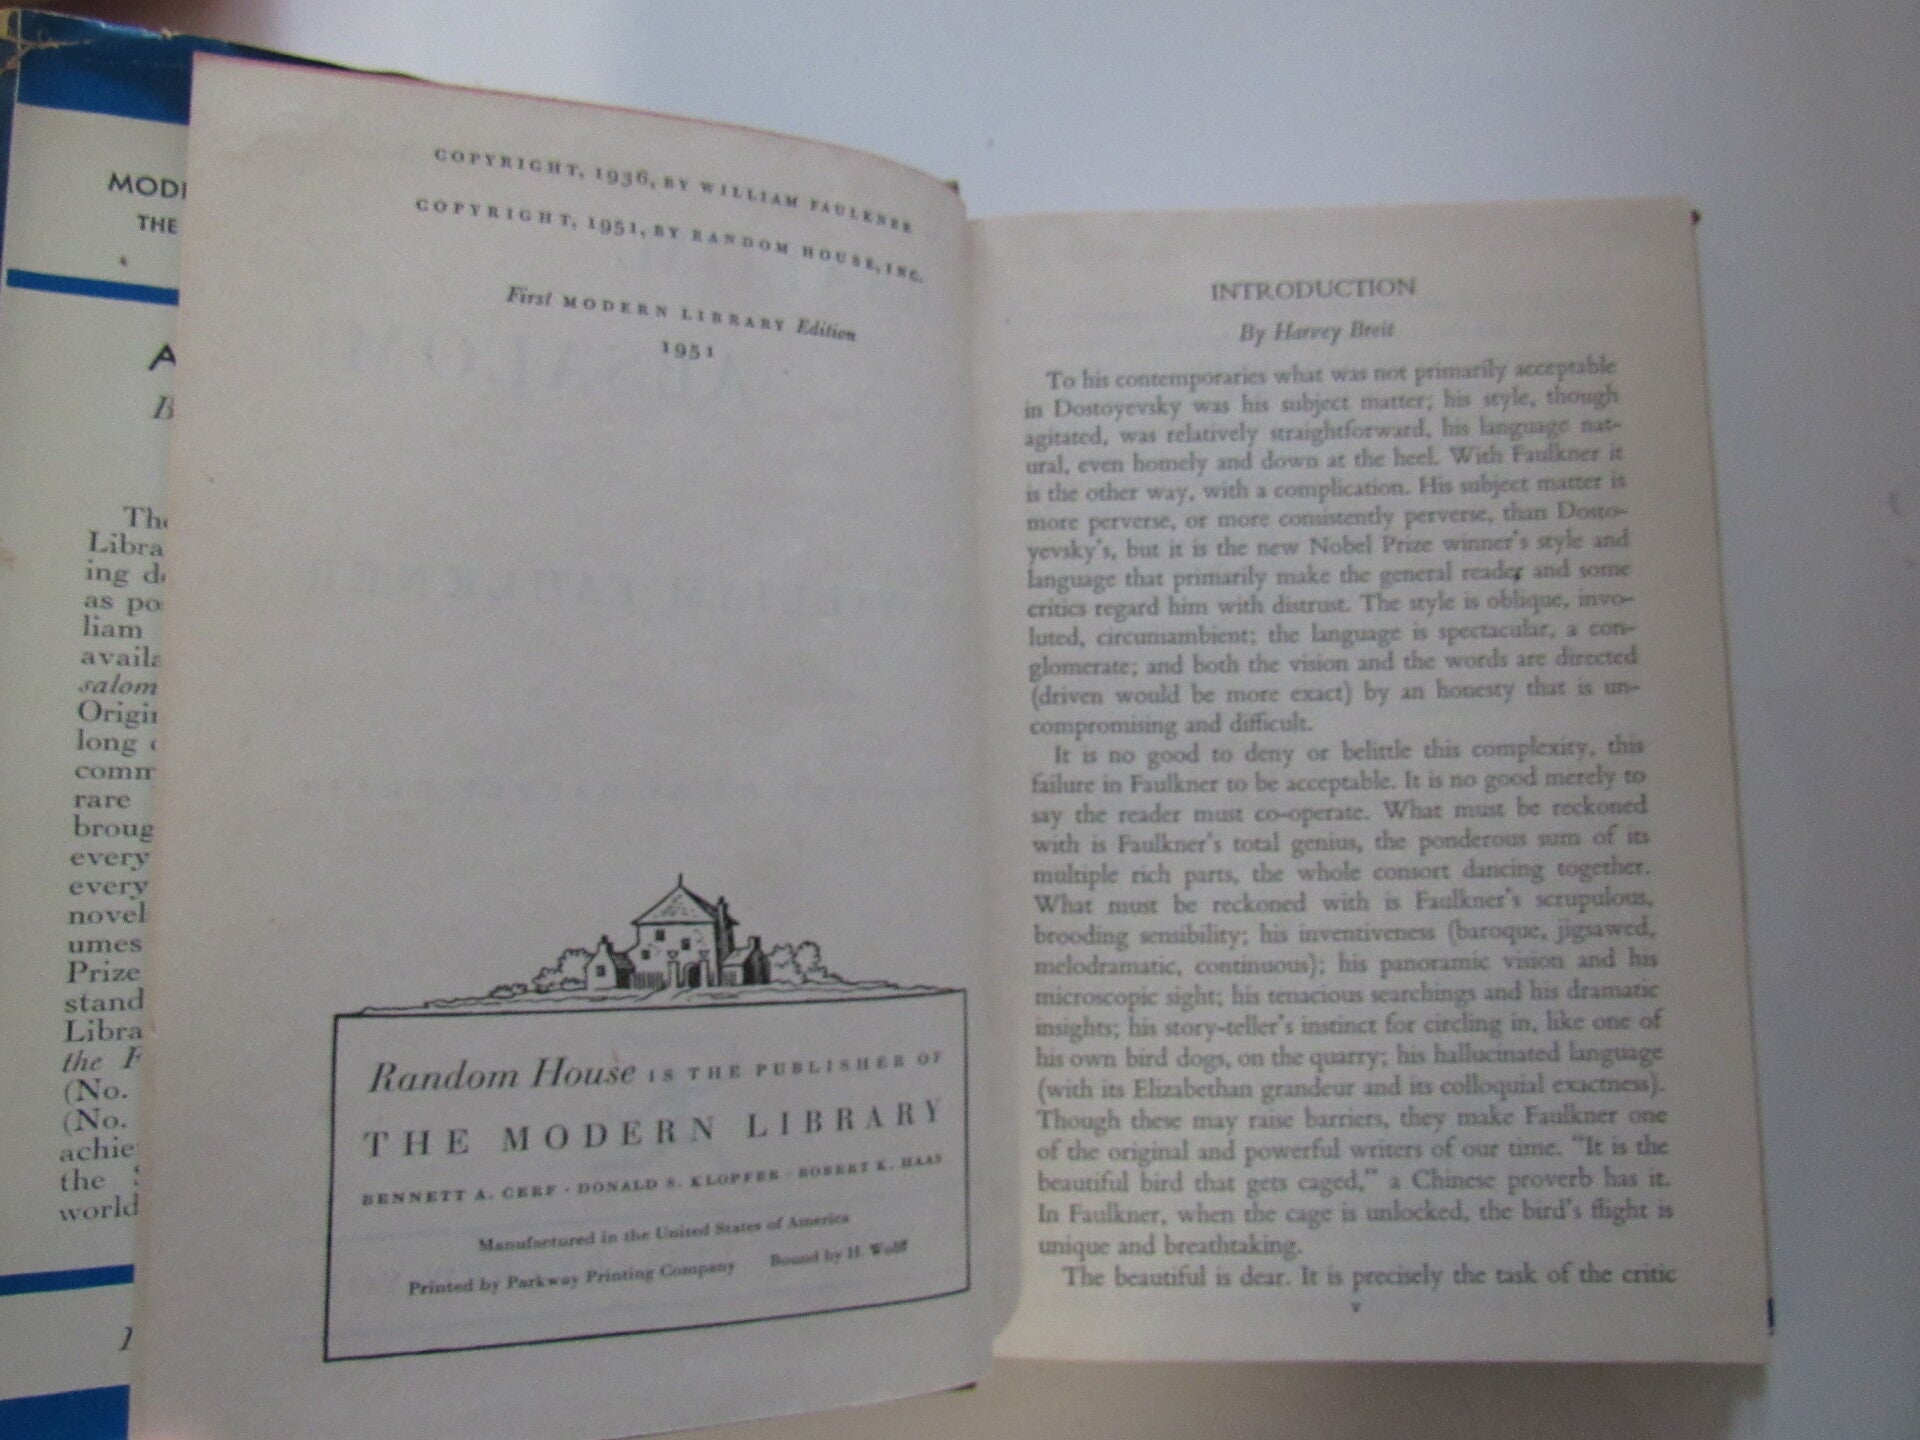 MODE
THE
A
B
The
Libra
ing d
as po
liam
availa
salom
Origin
long
comm
rare
broug
every
every
novel
umes
Prize
stand
Libra
the F
(No.
(No.
achie
the
world
COPYRIGHT, 1936, BY WILLIAM FAULKNER
COPYRIGHT, 1951, BY RANDOM HOUSE, INC.
First MODERN LIBRARY Edition
1951
Random House IS THE PUBLISHER OF
THE MODERN LIBRARY
BENNETT A. CERF · DONALD S. KLOPFER · ROBERT K. HAAS
Manufactured in the United States of America
Printed by Parkway Printing Company Bound by H. Wolff
INTRODUCTION
By Harvey Breit
To his contemporaries what was not primarily acceptable
in Dostoyevsky was his subject matter; his style, though
agitated, was relatively straightforward, his language nat-
ural, even homely and down at the heel. With Faulkner it
is the other way, with a complication. His subject matter is
more perverse, or more consistently perverse, than Dosto-
yevsky's, but it is the new Nobel Prize winner's style and
language that primarily make the general reader and some
critics regard him with distrust. The style is oblique, invo-
luted, circumambient; the language is spectacular, a con-
glomerate; and both the vision and the words are directed
(driven would be more exact) by an honesty that is un-
compromising and difficult.
It is no good to deny or belittle this complexity, this
failure in Faulkner to be acceptable. It is no good merely to
say the reader must co-operate. What must be reckoned
with is Faulkner's total genius, the ponderous sum of its
multiple rich parts, the whole consort dancing together.
What must be reckoned with is Faulkner's scrupulous,
brooding sensibility; his inventiveness (baroque, jigsawed,
melodramatic, continuous); his panoramic vision and his
microscopic sight; his tenacious searchings and his dramatic
insights; his story-teller's instinct for circling in, like one of
his own bird dogs, on the quarry; his hallucinated language
(with its Elizabethan grandeur and its colloquial exactness).
Though these may raise barriers, they make Faulkner one
of the original and powerful writers of our time. "It is the
beautiful bird that gets caged," a Chinese proverb has it.
In Faulkner, when the cage is unlocked, the bird's flight is
unique and breathtaking.
The beautiful is dear. It is precisely the task of the critic
v